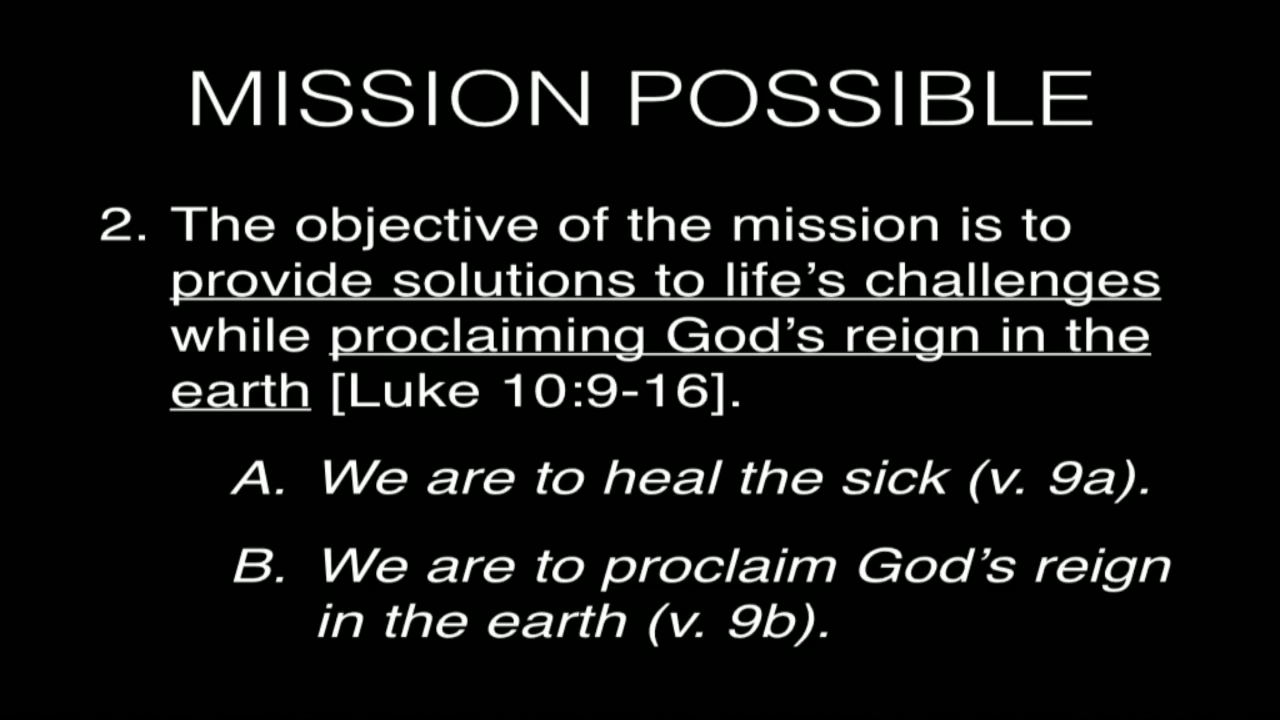 MISSION POSSIBLE
2. The objective of the mission is to
provide solutions to life’s challenges
while proclaiming God’s reign in the
earth [Luke 10:9-16].
A. We are to heal the sick (v. 9a).
B. We are to proclaim God’s reign
in the earth (v. 9b).